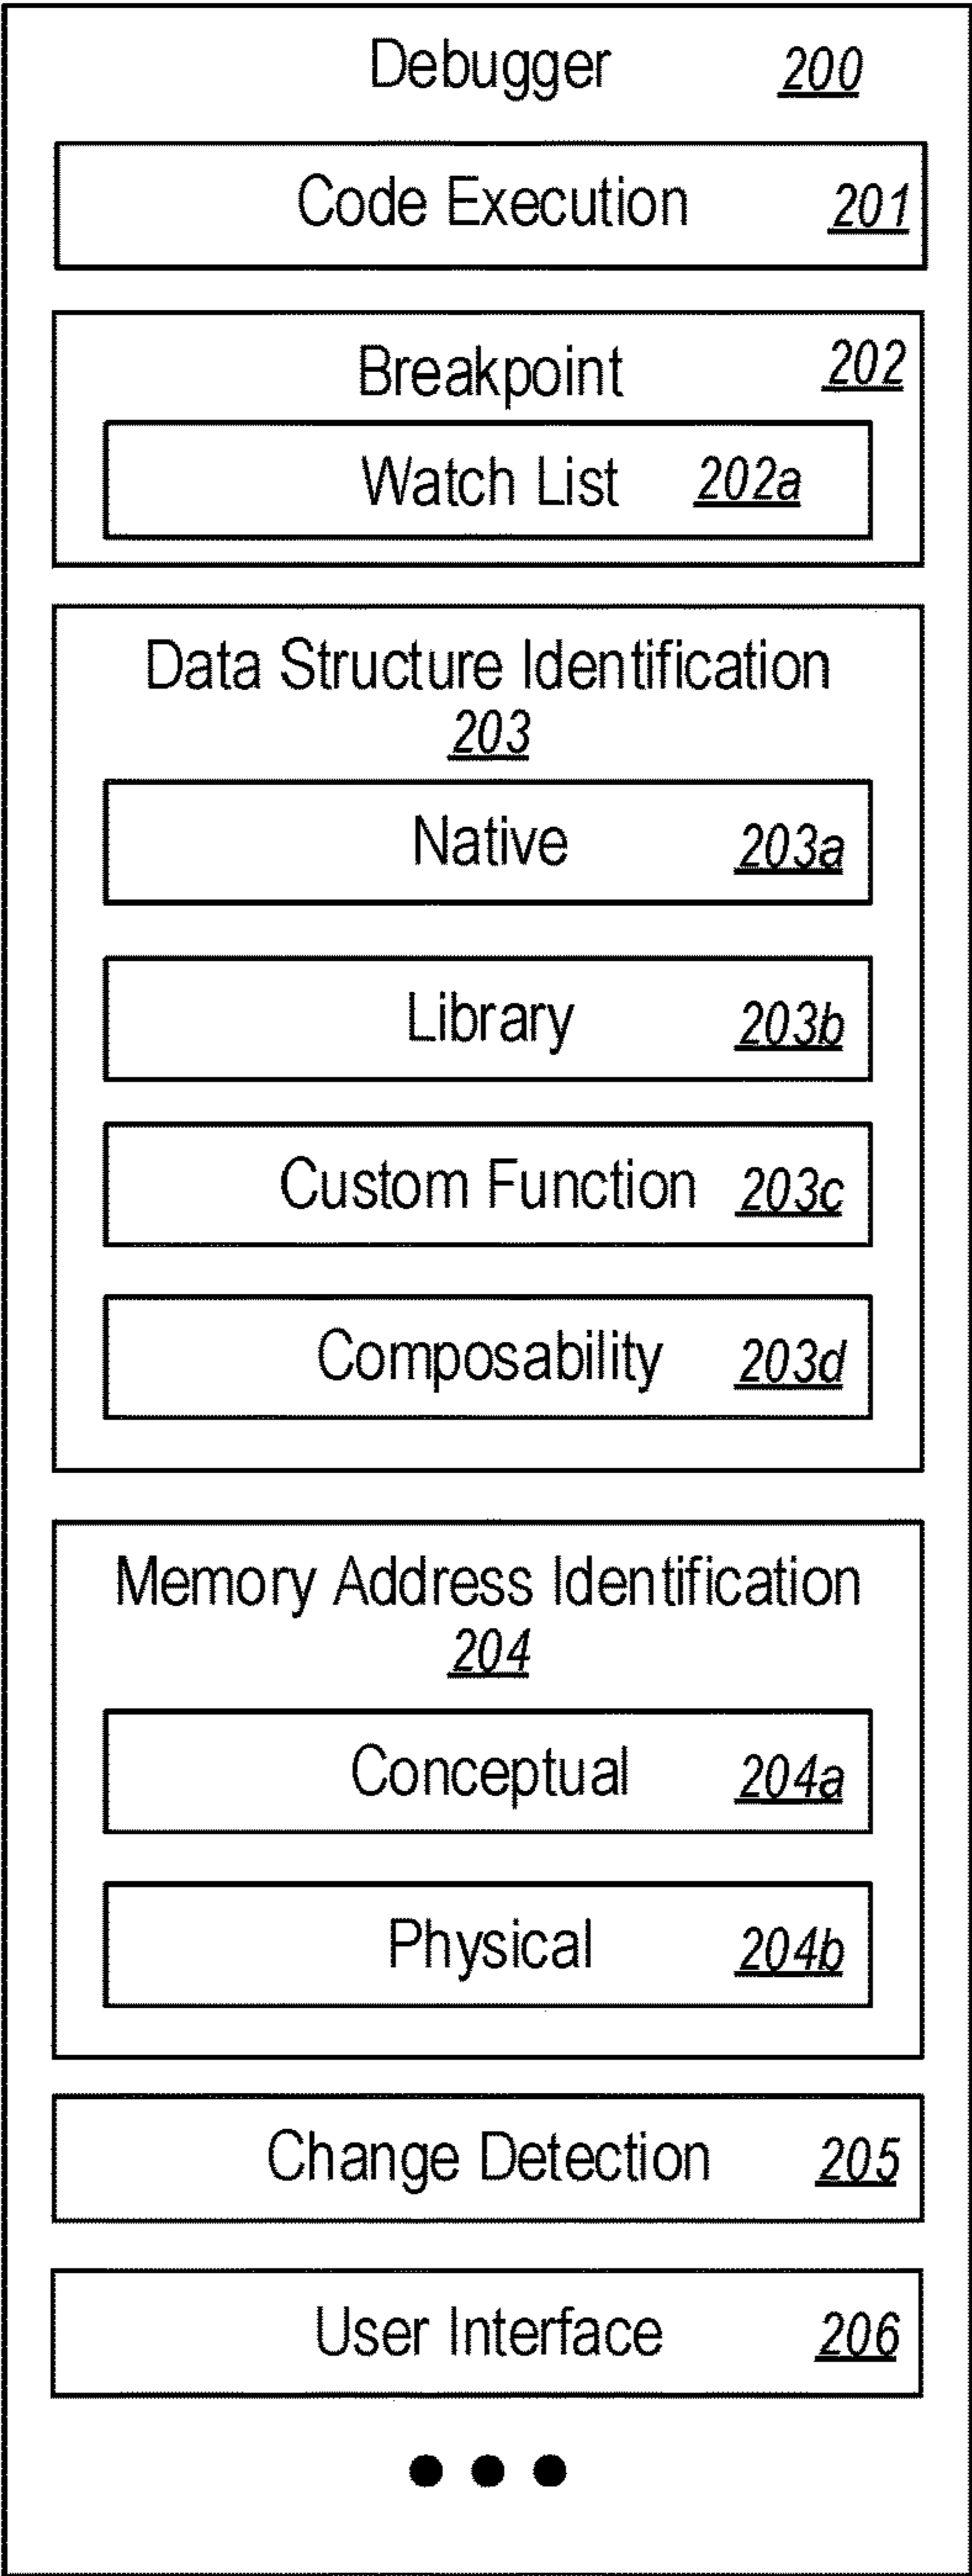 Debugger 200
Code Execution 201
Breakpoint 202
Watch List 202a
Data Structure Identification
203
Native 203a
Library 203b
Custom Function 203c
Composability 203d
Memory Address Identification
204
Conceptual 204a
Physical 204b
Change Detection 205
User Interface 206